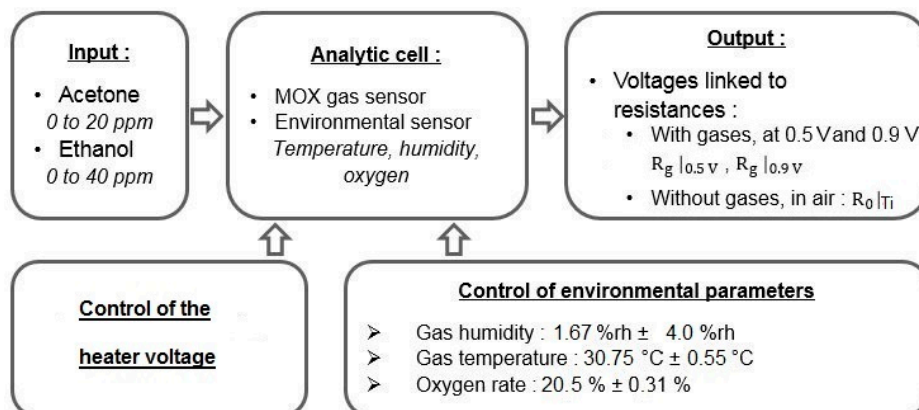 Input :
• Acetone
0 to 20 ppm
• Ethanol
0 to 40 ppm
Analytic cell :
• MOX gas sensor
• Environmental sensor
Temperature, humidity,
oxygen
Output :
• Voltages linked to
resistances :
• With gases, at 0.5 Vand 0.9 V
Rg |0.5 V , Rg |0.9 V
• Without gases, in air : R0|Ti
Control of the
heater voltage
Control of environmental parameters
➢ Gas humidity : 1.67 %rh ± 4.0 %rh
➢ Gas temperature : 30.75 °C ± 0.55 °C
➢ Oxygen rate : 20.5 % ± 0.31 %